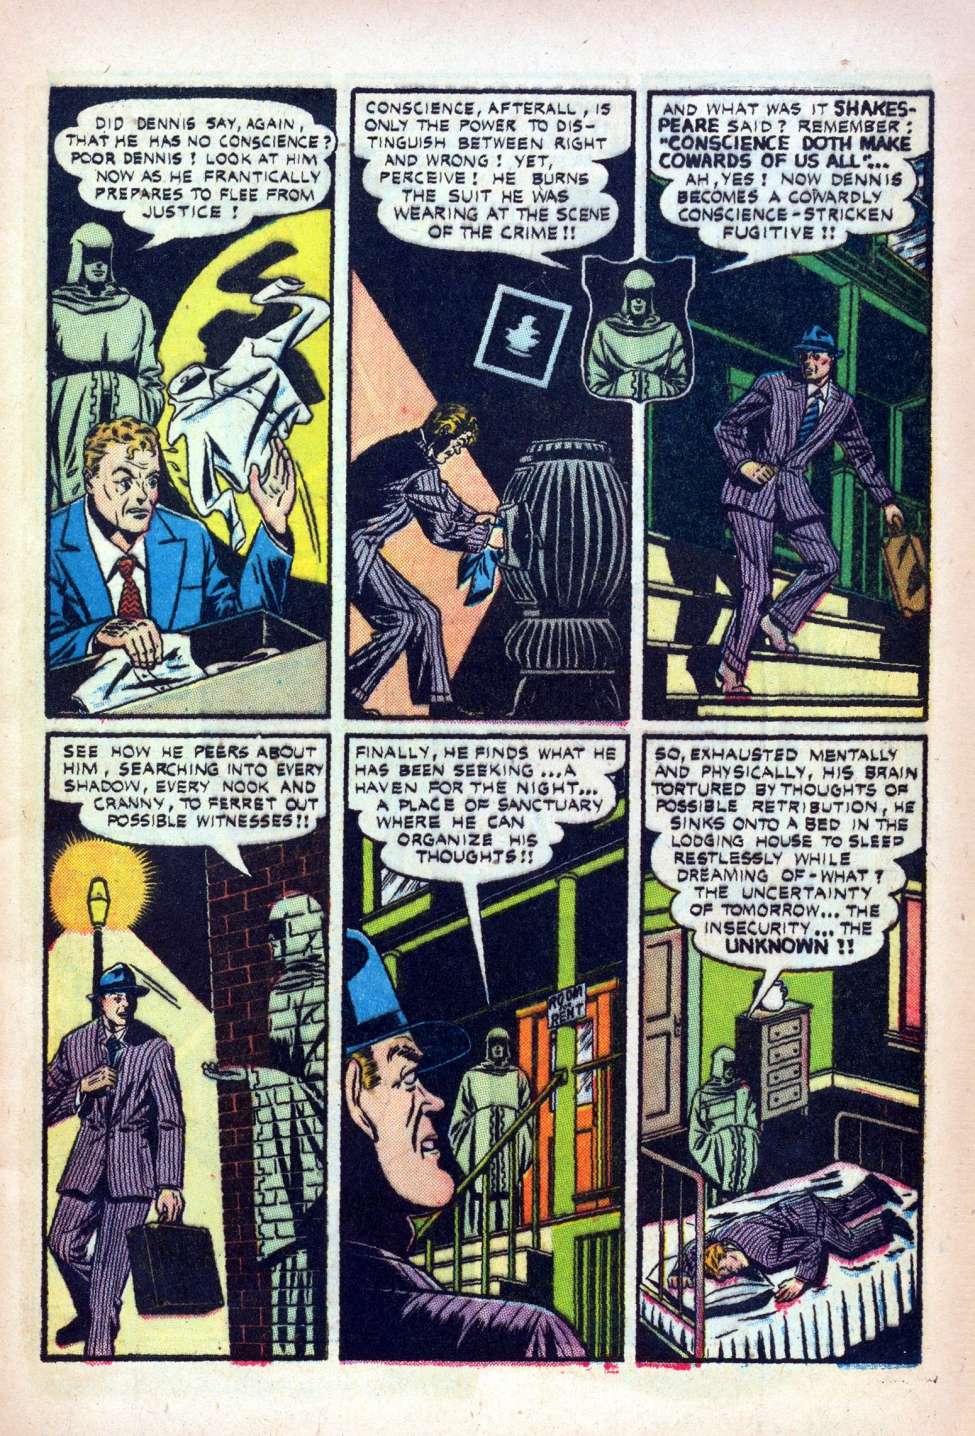 DID DENNIS SAY, AGAIN,
THAT HE HAS NO CONSCIENCE?
POOR DENNIS! LOOK AT HIM
NOW AS HE FRANTICALLY
PREPARES TO FLEE FROM
JUSTICE!
CONSCIENCE, AFTERALL, IS
ONLY THE POWER TO DIS-
TINGUISH BETWEEN RIGHT
AND WRONG! YET,
PERCEIVE! HE BURNS
THE SUIT HE WAS
WEARING AT THE SCENE
OF THE CRIME!!
AND WHAT WAS IT SHAKES-
PEARE SAID? REMEMBER:
"CONSCIENCE DOTH MAKE
COWARDS OF US ALL"...
AH, YES! NOW DENNIS
BECOMES A COWARDLY
CONSCIENCE-STRICKEN
FUGITIVE!!
SEE HOW HE PEERS ABOUT
HIM, SEARCHING INTO EVERY
SHADOW, EVERY NOOK AND
CRANNY, TO FERRET OUT
POSSIBLE WITNESSES!!
FINALLY, HE FINDS WHAT HE
HAS BEEN SEEKING...A
HAVEN FOR THE NIGHT...
A PLACE OF SANCTUARY
WHERE HE CAN
ORGANIZE HIS
THOUGHTS!!
ROOM
RENT
SO, EXHAUSTED MENTALLY
AND PHYSICALLY, HIS BRAIN
TORTURED BY THOUGHTS OF
POSSIBLE RETRIBUTION, HE
SINKS ONTO A BED IN THE
LODGING HOUSE TO SLEEP
RESTLESSLY WHILE
DREAMING OF-WHAT?
THE UNCERTAINTY
OF TOMORROW... THE
INSECURITY... THE
UNKNOWN!!